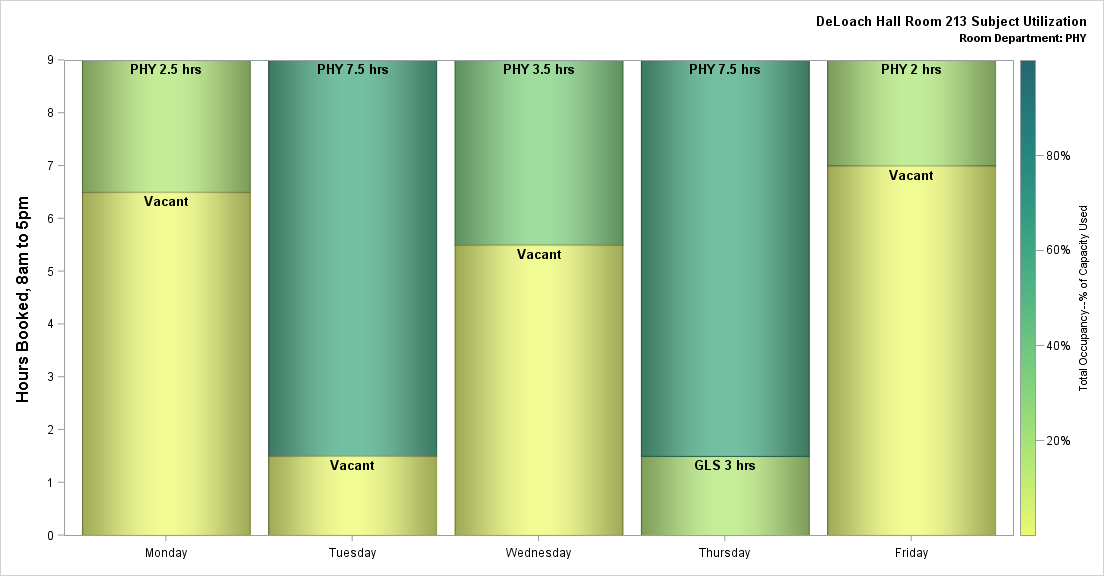 DeLoach Hall Room 213 Subject Utilization
Room Department: PHY
Hours Booked, 8am to 5pm
9
8
7
6
5
4
3
2
1
0
PHY 2.5 hrs
Vacant
PHY 7.5 hrs
Vacant
PHY 3.5 hrs
Vacant
PHY 7.5 hrs
GLS 3 hrs
PHY 2 hrs
Vacant
Monday
Tuesday
Wednesday
Thursday
Friday
80%
60%
40%
20%
Total Occupancy--% of Capacity Used